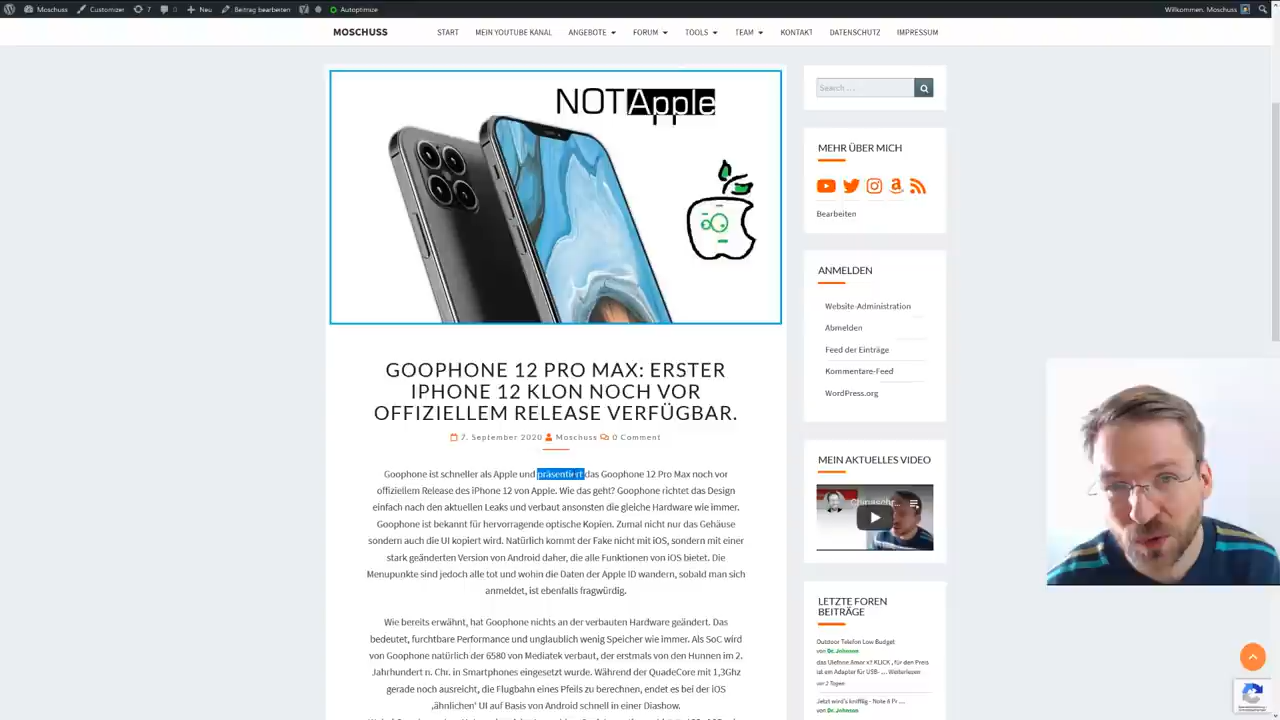 Moschuss Customizer 7 0 Neu Beitrag bearbeiten Autoptimize Willkommen, Moschuss
MOSCHUSS START MEIN YOUTUBE KANAL ANGEBOTE FORUM TOOLS TEAM KONTAKT DATENSCHUTZ IMPRESSUM
NOTApple
GOOPHONE 12 PRO MAX: ERSTER
IPHONE 12 KLON NOCH VOR
OFFIZIELLEM RELEASE VERFÜGBAR.
7. September 2020 Moschuss 0 Comment
Goophone ist schneller als Apple und präsentiert das Goophone 12 Pro Max noch vor
offiziellem Release des iPhone 12 von Apple. Wie das geht? Goophone richtet das Design
einfach nach den aktuellen Leaks und verbaut ansonsten die gleiche Hardware wie immer.
Goophone ist bekannt für hervorragende optische Kopien. Zumal nicht nur das Gehäuse
sondern auch die UI kopiert wird. Natürlich kommt der Fake nicht mit iOS, sondern mit einer
stark geänderten Version von Android daher, die alle Funktionen von iOS bietet. Die
Menupunkte sind jedoch alle tot und wohin die Daten der Apple ID wandern, sobald man sich
anmeldet, ist ebenfalls fragwürdig.
Wie bereits erwähnt, hat Goophone nichts an der verbauten Hardware geändert. Das
bedeutet, furchtbare Performance und unglaublich wenig Speicher wie immer. Als SoC wird
von Goophone natürlich der 6580 von Mediatek verbaut, der erstmals von den Hunnen im 2.
Jahrhundert n. Chr. in Smartphones eingesetzt wurde. Während der QuadeCore mit 1,3Ghz
gerade noch ausreicht, die Flugbahn eines Pfeils zu berechnen, endet es bei der iOS
‚ähnlichen' UI auf Basis von Android schnell in einer Diashow.
Search …
MEHR ÜBER MICH
Bearbeiten
ANMELDEN
Website-Administration
Abmelden
Feed der Einträge
Kommentare-Feed
WordPress.org
MEIN AKTUELLES VIDEO
Chinaschr...
LETZTE FOREN
BEITRÄGE
Outdoor Telefon Low Budget
von Dr. Johnson
das Ulefone Amor x? KLICK , für den Preis
ist ein Adapter für USB- … Weiterlesen
vor 2 Tagen
Jetzt wird's knifflig - Note 6 Pr …
von Dr. Johnson